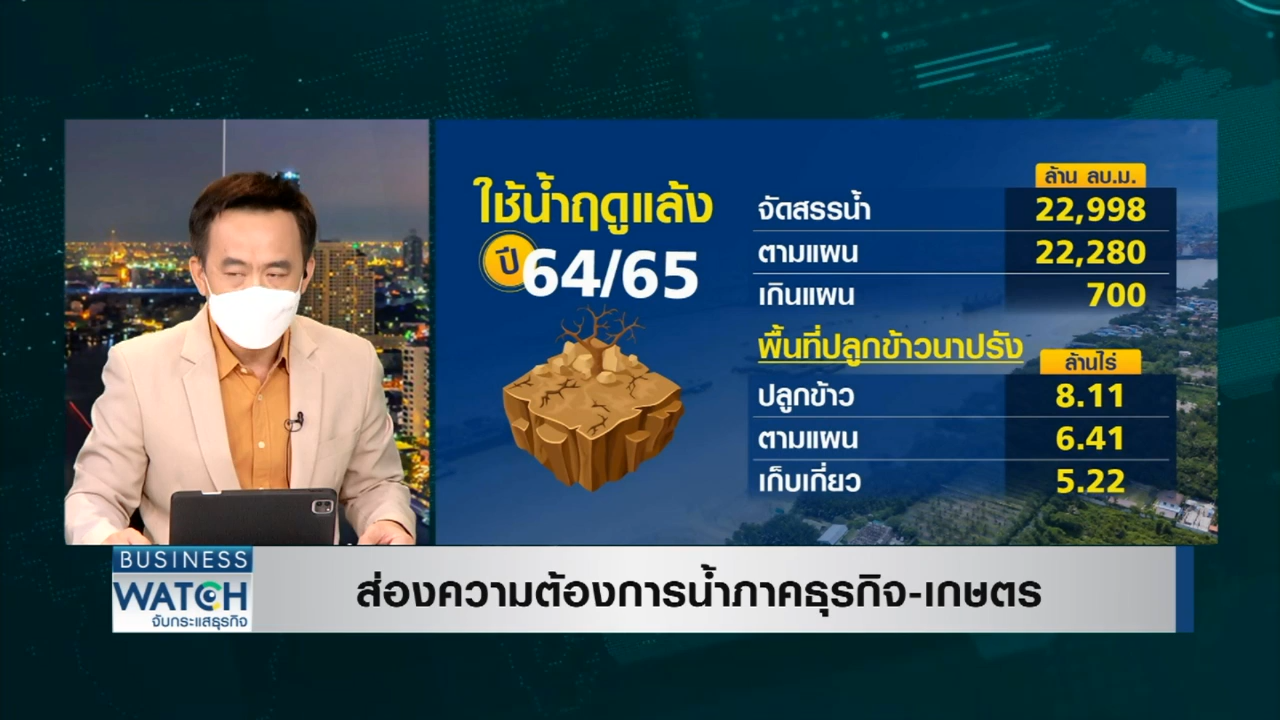 ใช้น้ำฤดูแล้ง
ปี 64/65
ล้าน ลบ.ม.
จัดสรรน้ำ 22,998
ตามแผน 22,280
เกินแผน 700
พื้นที่ปลูกข้าวนาปรัง
ล้านไร่
ปลูกข้าว 8.11
ตามแผน 6.41
เก็บเกี่ยว 5.22
BUSINESS
WATCH
จับกระแสธุรกิจ
ส่องความต้องการน้ำภาคธุรกิจ-เกษตร